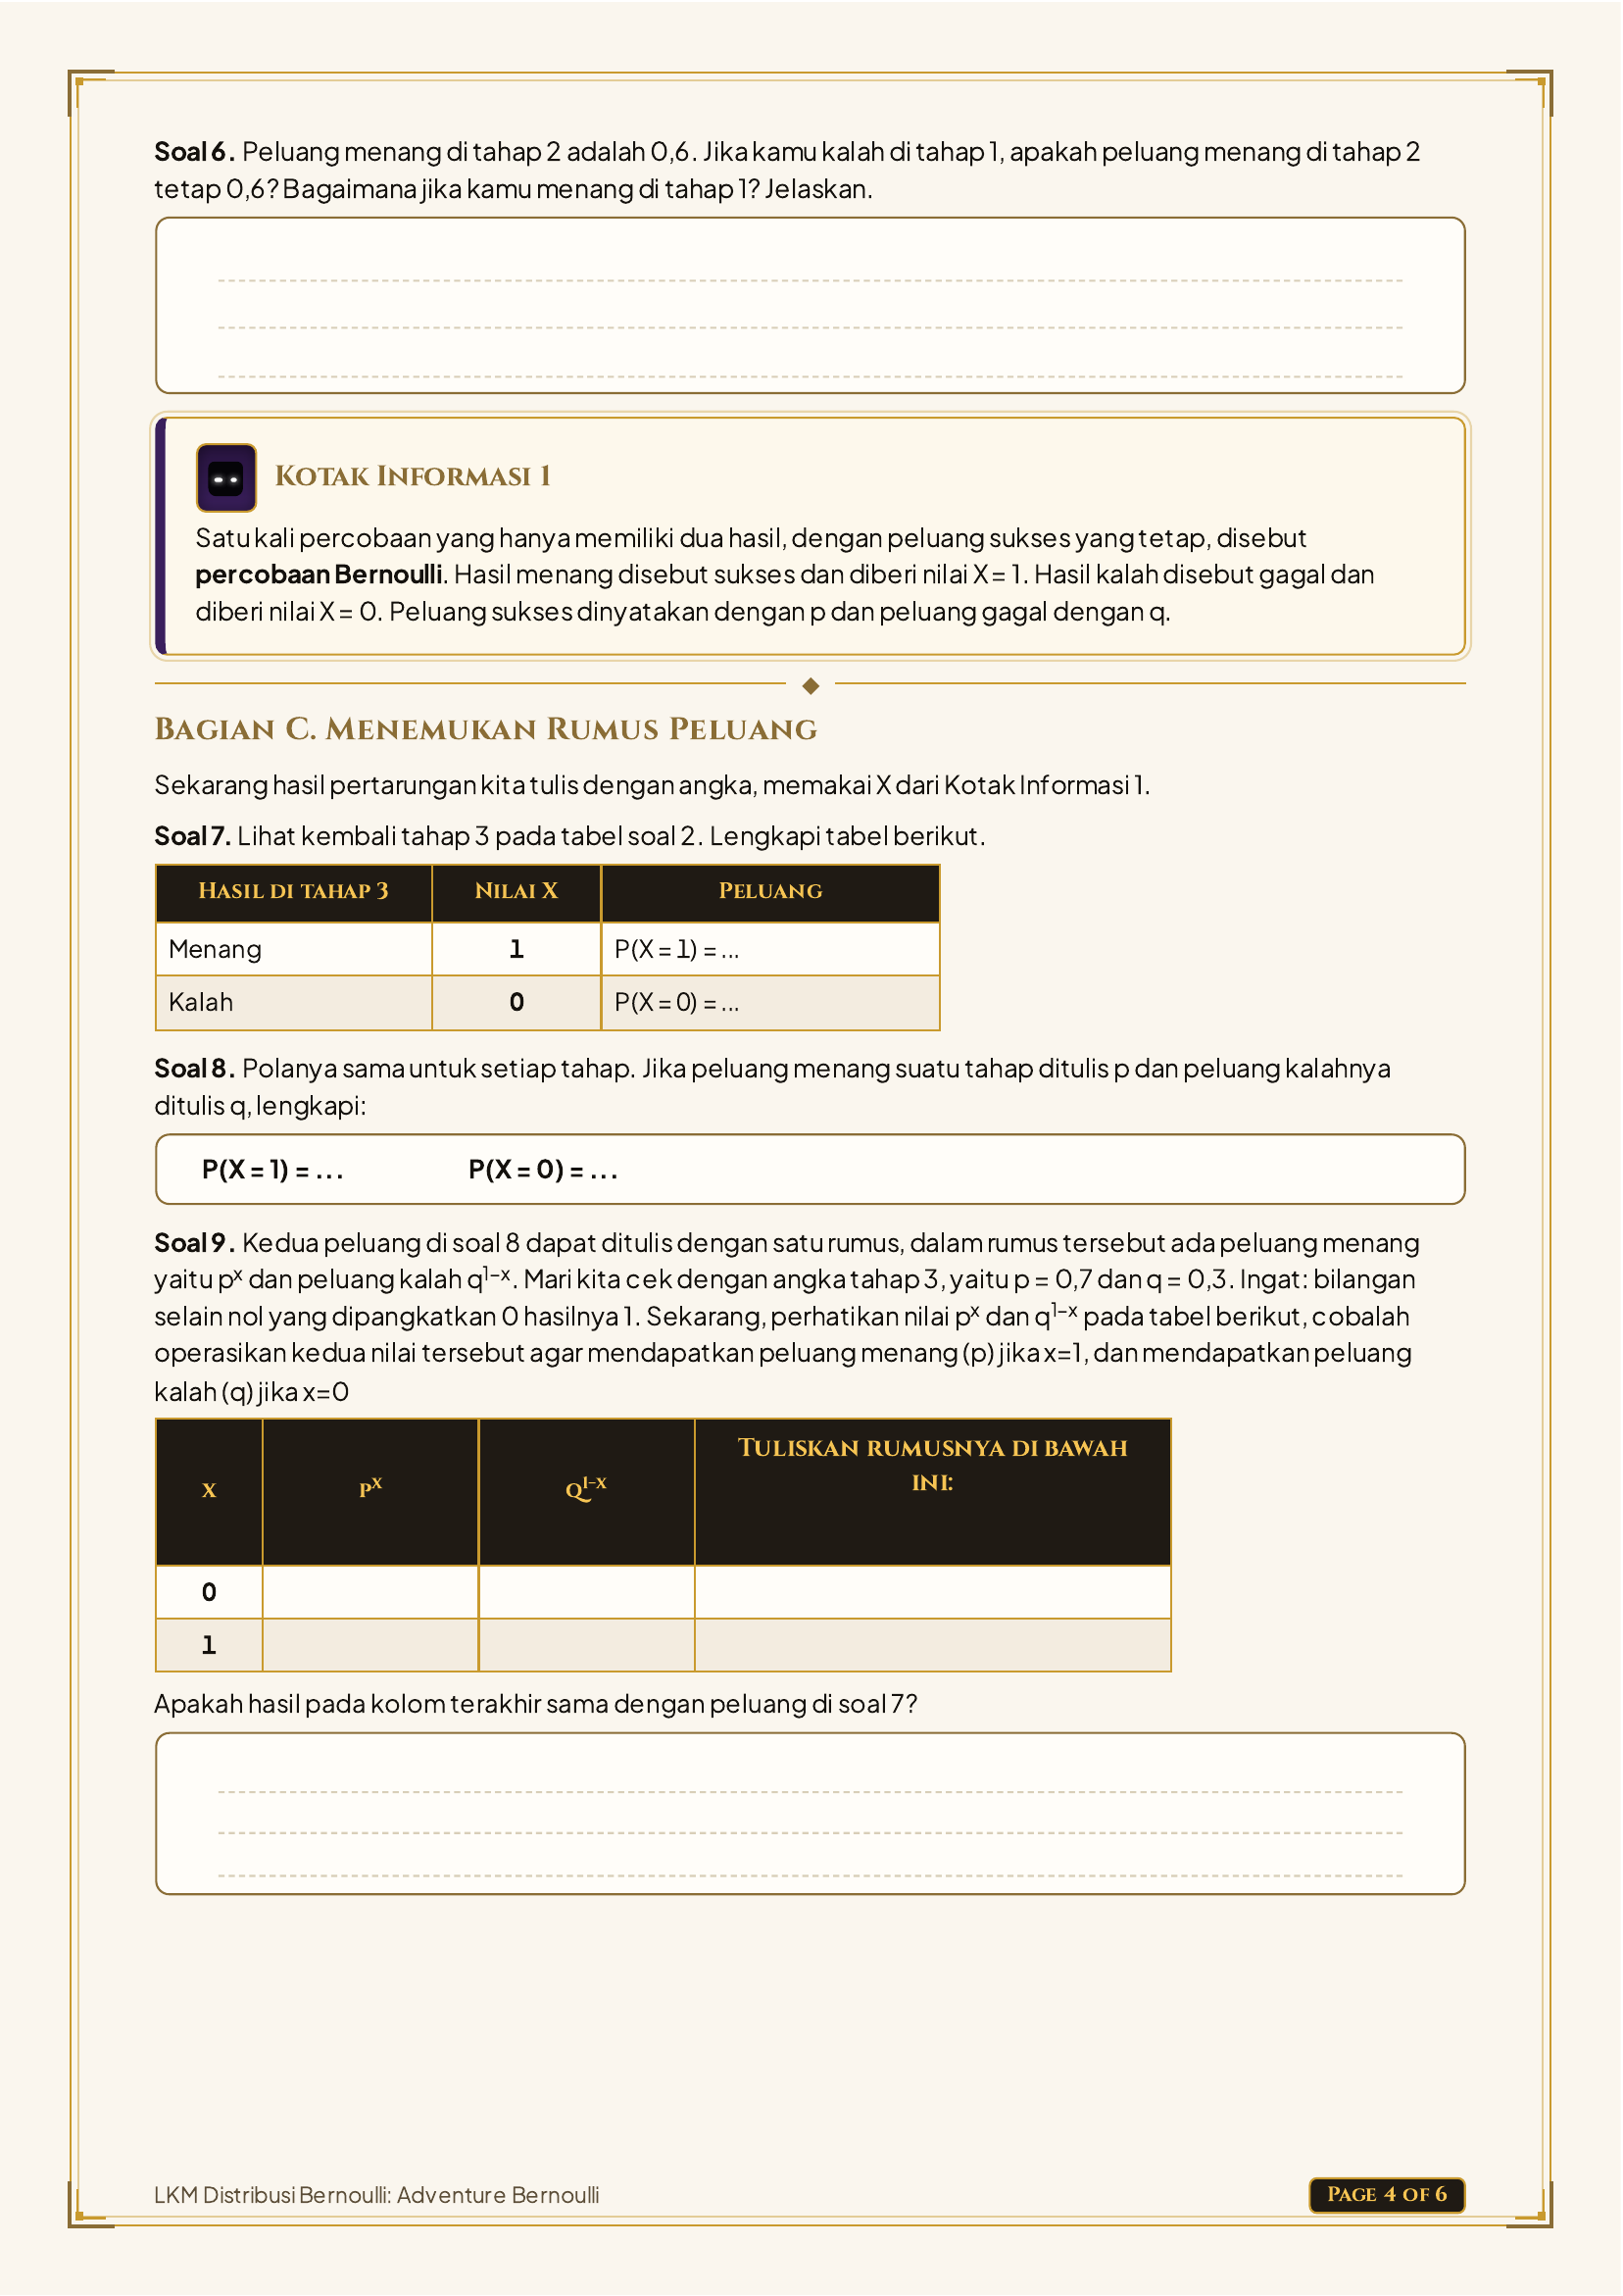 Soal 6. Peluang menang di tahap 2 adalah 0,6. Jika kamu kalah di tahap 1, apakah peluang menang di tahap 2
tetap 0,6? Bagaimana jika kamu menang di tahap 1? Jelaskan.
Kotak Informasi 1
Satu kali percobaan yang hanya memiliki dua hasil, dengan peluang sukses yang tetap, disebut
percobaan Bernoulli. Hasil menang disebut sukses dan diberi nilai X = 1. Hasil kalah disebut gagal dan
diberi nilai X = 0. Peluang sukses dinyatakan dengan p dan peluang gagal dengan q.
Bagian C. Menemukan Rumus Peluang
Sekarang hasil pertarungan kita tulis dengan angka, memakai X dari Kotak Informasi 1.
Soal 7. Lihat kembali tahap 3 pada tabel soal 2. Lengkapi tabel berikut.
Hasil di tahap 3 Nilai X Peluang
Menang 1 P(X = 1) = ...
Kalah 0 P(X = 0) = ...
Soal 8. Polanya sama untuk setiap tahap. Jika peluang menang suatu tahap ditulis p dan peluang kalahnya
ditulis q, lengkapi:
P(X = 1) = ... P(X = 0) = ...
Soal 9. Kedua peluang di soal 8 dapat ditulis dengan satu rumus, dalam rumus tersebut ada peluang menang
yaitu pˣ dan peluang kalah q¹⁻ˣ. Mari kita cek dengan angka tahap 3, yaitu p = 0,7 dan q = 0,3. Ingat: bilangan
selain nol yang dipangkatkan 0 hasilnya 1. Sekarang, perhatikan nilai pˣ dan q¹⁻ˣ pada tabel berikut, cobalah
operasikan kedua nilai tersebut agar mendapatkan peluang menang (p) jika x=1, dan mendapatkan peluang
kalah (q) jika x=0
x pˣ q¹⁻ˣ Tuliskan rumusnya di bawah
ini:
0
1
Apakah hasil pada kolom terakhir sama dengan peluang di soal 7?
LKM Distribusi Bernoulli: Adventure Bernoulli
Page 4 of 6